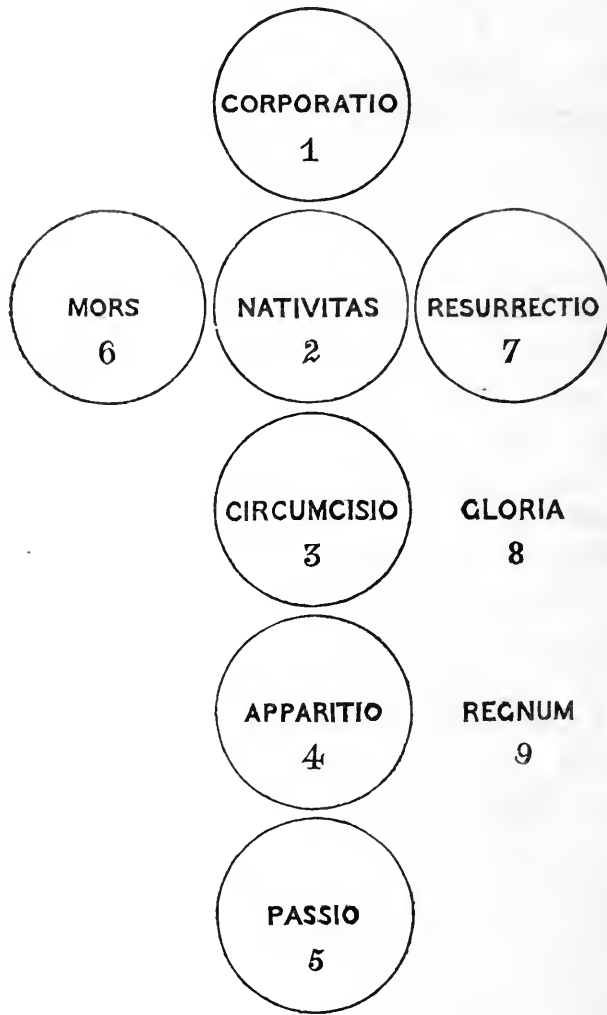 CORPORATIO
1
MORS
6
NATIVITAS
2
RESURRECTIO
7
CIRCUMCISIO
3
GLORIA
8
APPARITIO
4
REGNUM
9
PASSIO
5